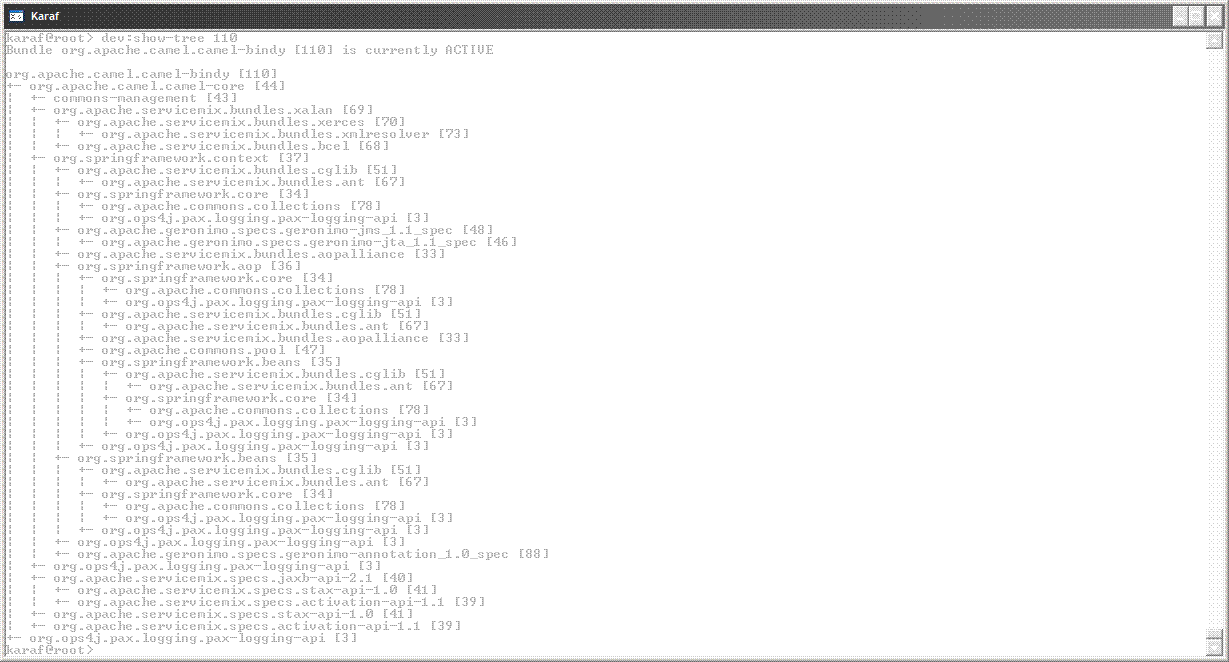 Karaf
karaf@root> dev:show-tree 110
Bundle org.apache.camel.camel-bindy [110] is currently ACTIVE
org.apache.camel.camel-bindy [110]
+- org.apache.camel.camel-core [44]
|  +- commons-management [43]
|  +- org.apache.servicemix.bundles.xalan [69]
|  |  +- org.apache.servicemix.bundles.xerces [70]
|  |  |  +- org.apache.servicemix.bundles.xmlresolver [73]
|  |  +- org.apache.servicemix.bundles.bcel [68]
|  +- org.springframework.context [37]
|  |  +- org.apache.servicemix.bundles.cglib [51]
|  |  |  +- org.apache.servicemix.bundles.ant [67]
|  |  +- org.springframework.core [34]
|  |  |  +- org.apache.commons.collections [78]
|  |  |  +- org.ops4j.pax.logging.pax-logging-api [3]
|  |  +- org.apache.geronimo.specs.geronimo-jms_1.1_spec [48]
|  |  |  +- org.apache.geronimo.specs.geronimo-jta_1.1_spec [46]
|  |  +- org.apache.servicemix.bundles.aopalliance [33]
|  |  +- org.springframework.aop [36]
|  |  |  +- org.springframework.core [34]
|  |  |  |  +- org.apache.commons.collections [78]
|  |  |  |  +- org.ops4j.pax.logging.pax-logging-api [3]
|  |  |  +- org.apache.servicemix.bundles.cglib [51]
|  |  |  |  +- org.apache.servicemix.bundles.ant [67]
|  |  |  +- org.apache.servicemix.bundles.aopalliance [33]
|  |  |  +- org.apache.commons.pool [47]
|  |  |  +- org.springframework.beans [35]
|  |  |  |  +- org.apache.servicemix.bundles.cglib [51]
|  |  |  |  |  +- org.apache.servicemix.bundles.ant [67]
|  |  |  |  +- org.springframework.core [34]
|  |  |  |  |  +- org.apache.commons.collections [78]
|  |  |  |  |  +- org.ops4j.pax.logging.pax-logging-api [3]
|  |  |  |  +- org.ops4j.pax.logging.pax-logging-api [3]
|  |  |  +- org.ops4j.pax.logging.pax-logging-api [3]
|  |  +- org.springframework.beans [35]
|  |  |  +- org.apache.servicemix.bundles.cglib [51]
|  |  |  |  +- org.apache.servicemix.bundles.ant [67]
|  |  |  +- org.springframework.core [34]
|  |  |  |  +- org.apache.commons.collections [78]
|  |  |  |  +- org.ops4j.pax.logging.pax-logging-api [3]
|  |  |  +- org.ops4j.pax.logging.pax-logging-api [3]
|  |  +- org.ops4j.pax.logging.pax-logging-api [3]
|  |  +- org.apache.geronimo.specs.geronimo-annotation_1.0_spec [88]
|  +- org.ops4j.pax.logging.pax-logging-api [3]
|  +- org.apache.servicemix.specs.jaxb-api-2.1 [40]
|  |  +- org.apache.servicemix.specs.stax-api-1.0 [41]
|  |  +- org.apache.servicemix.specs.activation-api-1.1 [39]
|  +- org.apache.servicemix.specs.stax-api-1.0 [41]
|  +- org.apache.servicemix.specs.activation-api-1.1 [39]
+- org.ops4j.pax.logging.pax-logging-api [3]
karaf@root>